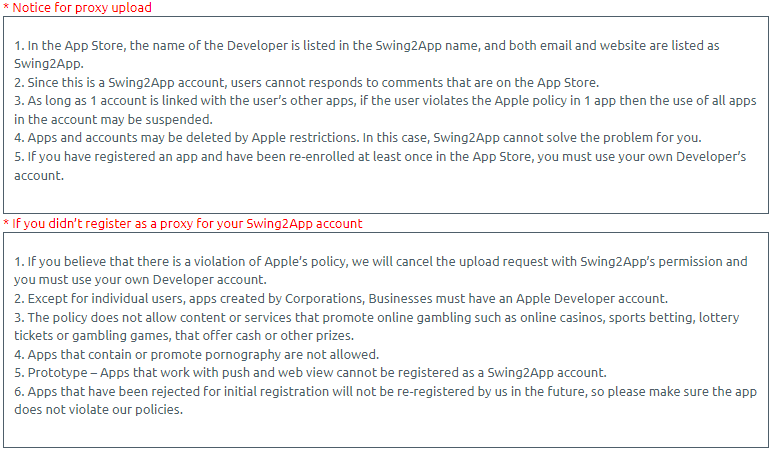 * Notice for proxy upload
1. In the App Store, the name of the Developer is listed in the Swing2App name, and both email and website are listed as
Swing2App.
2. Since this is a Swing2App account, users cannot responds to comments that are on the App Store.
3. As long as 1 account is linked with the user's other apps, if the user violates the Apple policy in 1 app then the use of all apps
in the account may be suspended.
4. Apps and accounts may be deleted by Apple restrictions. In this case, Swing2App cannot solve the problem for you.
5. If you have registered an app and have been re-enrolled at least once in the App Store, you must use your own Developer's
account.
* If you didn't register as a proxy for your Swing2App account
1. If you believe that there is a violation of Apple's policy, we will cancel the upload request with Swing2App's permission and
you must use your own Developer account.
2. Except for individual users, apps created by Corporations, Businesses must have an Apple Developer account.
3. The policy does not allow content or services that promote online gambling such as online casinos, sports betting, lottery
tickets or gambling games, that offer cash or other prizes.
4. Apps that contain or promote pornography are not allowed.
5. Prototype – Apps that work with push and web view cannot be registered as a Swing2App account.
6. Apps that have been rejected for initial registration will not be re-registered by us in the future, so please make sure the app
does not violate our policies.